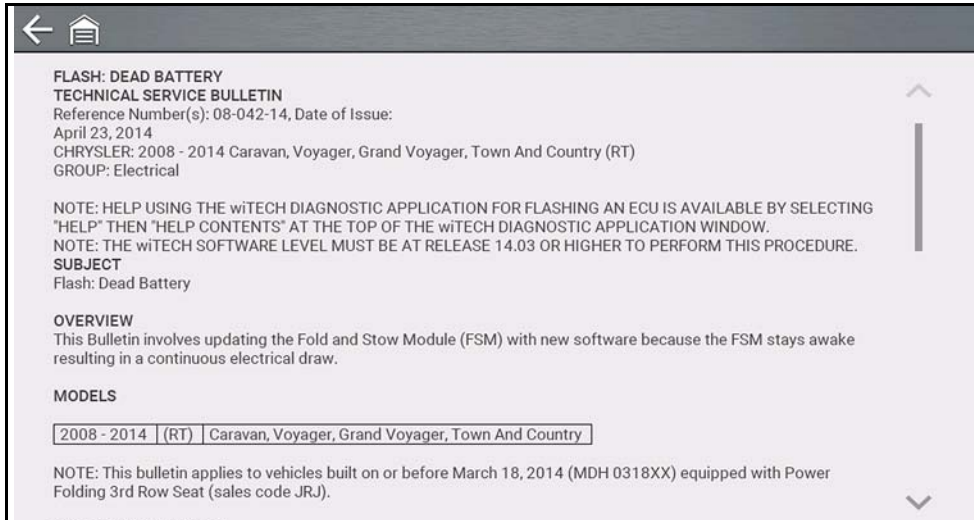 FLASH: DEAD BATTERY
TECHNICAL SERVICE BULLETIN
Reference Number(s): 08-042-14, Date of Issue:
April 23, 2014
CHRYSLER: 2008 - 2014 Caravan, Voyager, Grand Voyager, Town And Country (RT)
GROUP: Electrical
NOTE: HELP USING THE wiTECH DIAGNOSTIC APPLICATION FOR FLASHING AN ECU IS AVAILABLE BY SELECTING
"HELP" THEN "HELP CONTENTS" AT THE TOP OF THE wiTECH DIAGNOSTIC APPLICATION WINDOW.
NOTE: THE wiTECH SOFTWARE LEVEL MUST BE AT RELEASE 14.03 OR HIGHER TO PERFORM THIS PROCEDURE.
SUBJECT
Flash: Dead Battery
OVERVIEW
This Bulletin involves updating the Fold and Stow Module (FSM) with new software because the FSM stays awake
resulting in a continuous electrical draw.
MODELS
2008 - 2014 (RT) Caravan, Voyager, Grand Voyager, Town And Country
NOTE: This bulletin applies to vehicles built on or before March 18, 2014 (MDH 0318XX) equipped with Power
Folding 3rd Row Seat (sales code JRJ).